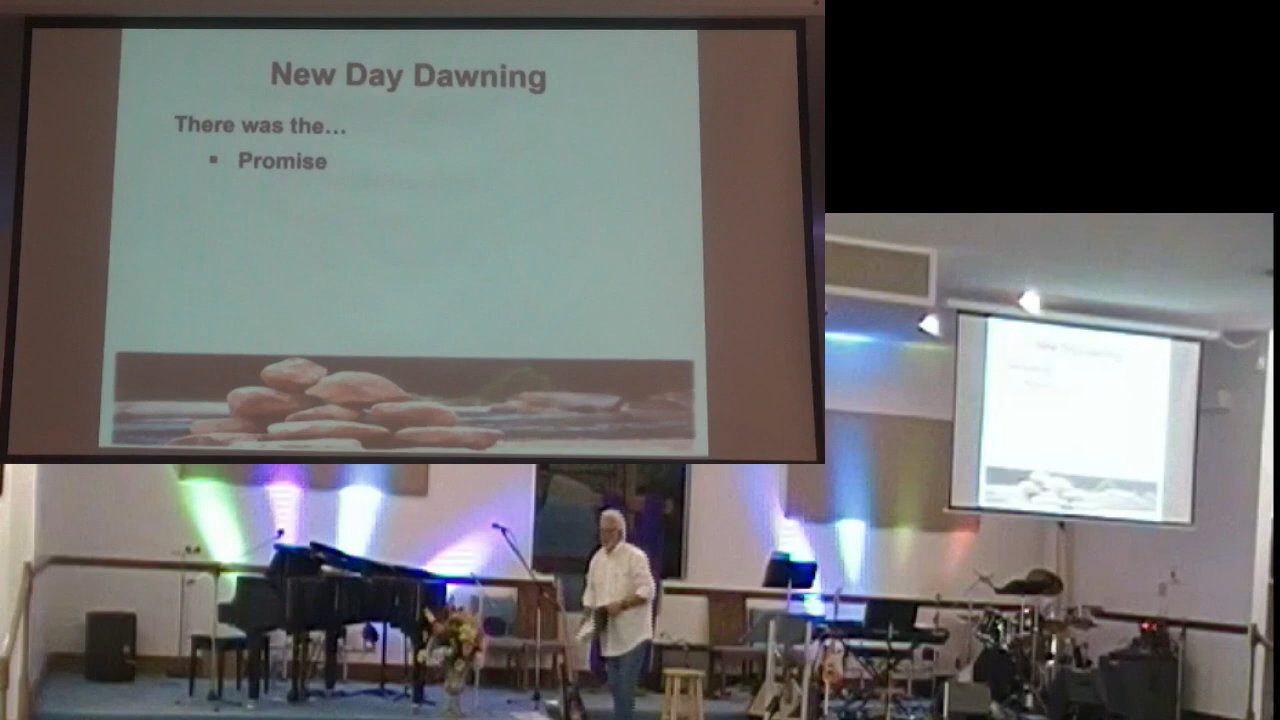 New Day Dawning
There was the…
▪ Promise